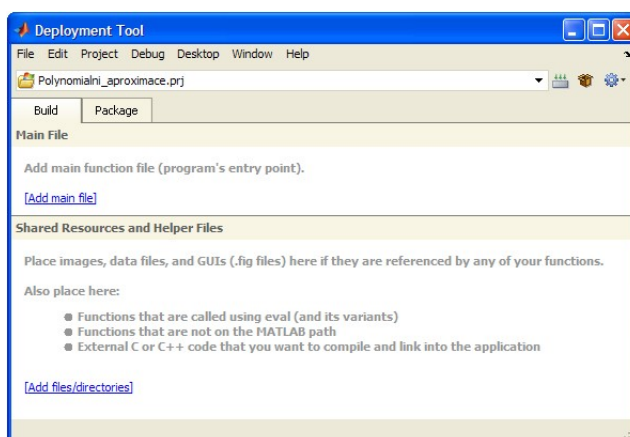 Deployment Tool
File Edit Project Debug Desktop Window Help
Polynomialni_aproximace.prj
Build Package
Main File
Add main function file (program's entry point).
[Add main file]
Shared Resources and Helper Files
Place images, data files, and GUIs (.fig files) here if they are referenced by any of your functions.
Also place here:
Functions that are called using eval (and its variants)
Functions that are not on the MATLAB path
External C or C++ code that you want to compile and link into the application
[Add files/directories]